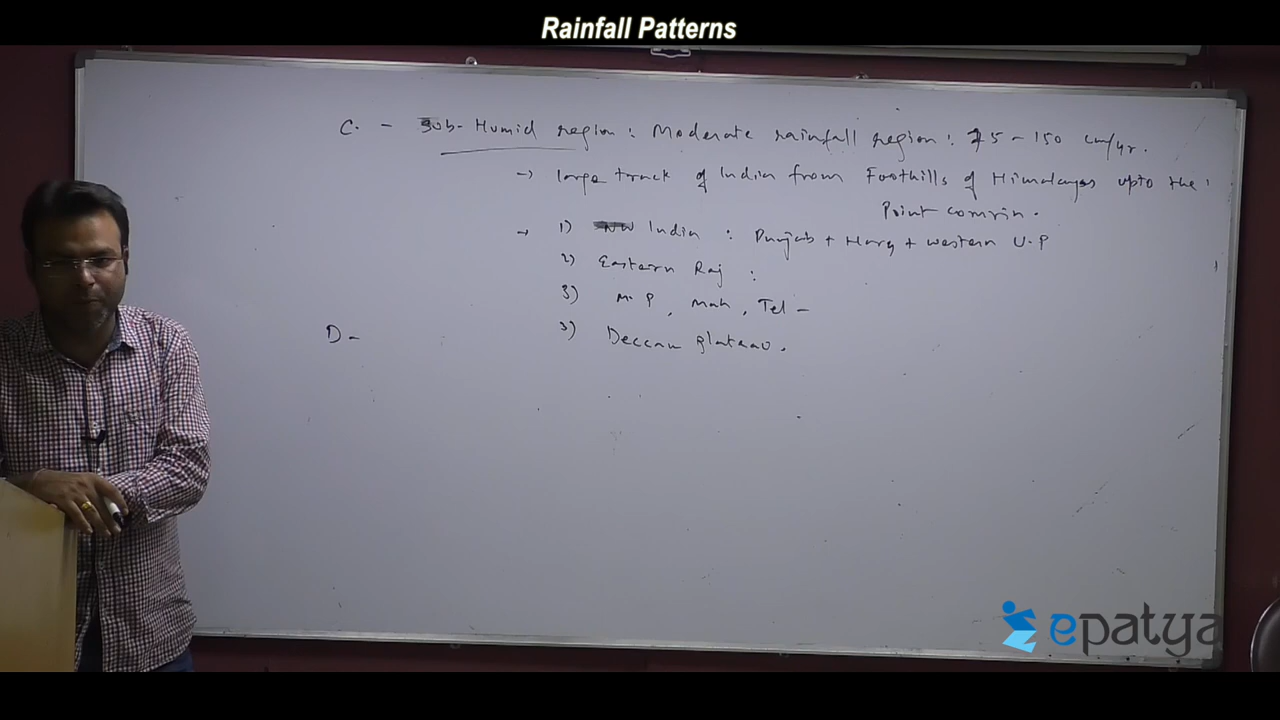 Rainfall Patterns
C. - Sub-Humid region : Moderate rainfall region : 75 - 150 cm/yr.
→ large track of India from Foothills of Himalayas upto the
Point comrin.
→ 1) NW India : Punjab + Hary + western U.P
2) Eastern Raj :
3) M.P, Mah, Tel -
D - 3) Deccan plateau.
epatya